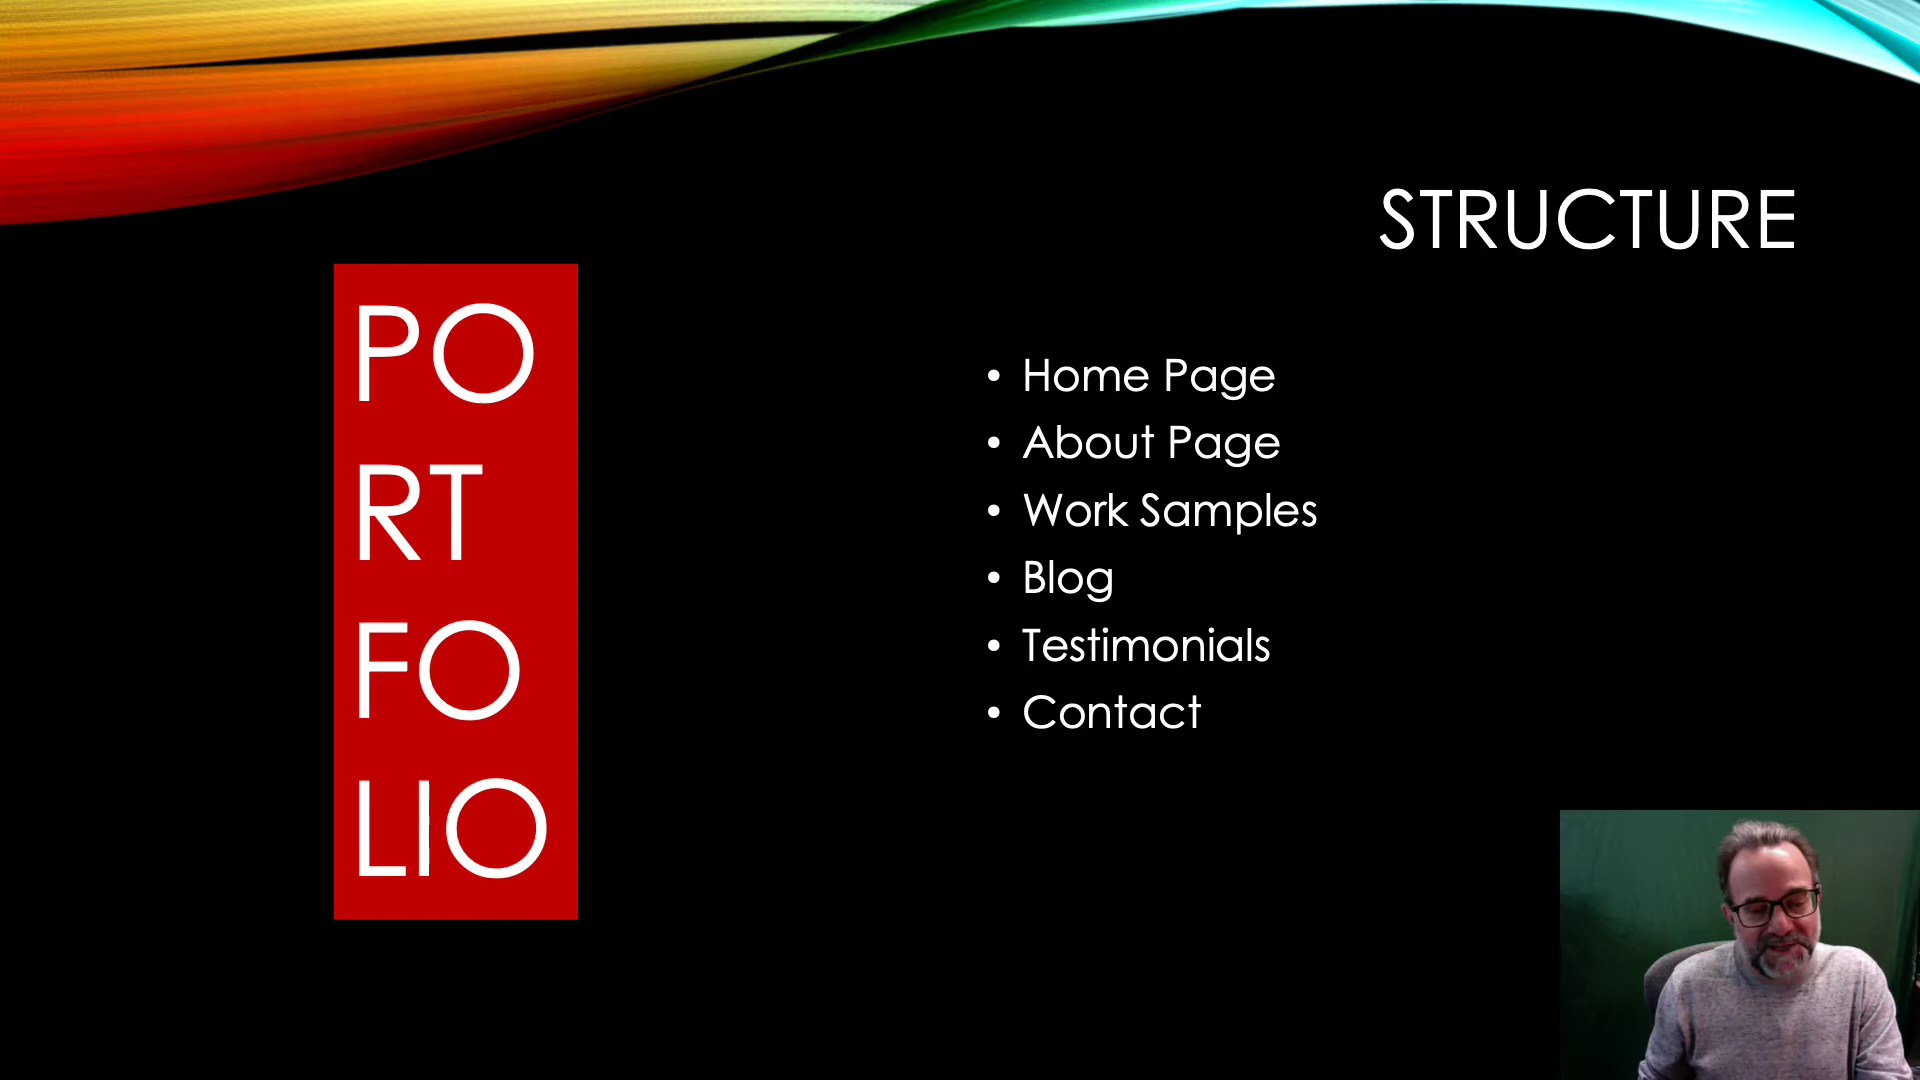 STRUCTURE
PO
RT
FO
LIO
• Home Page
• About Page
• Work Samples
• Blog
• Testimonials
• Contact